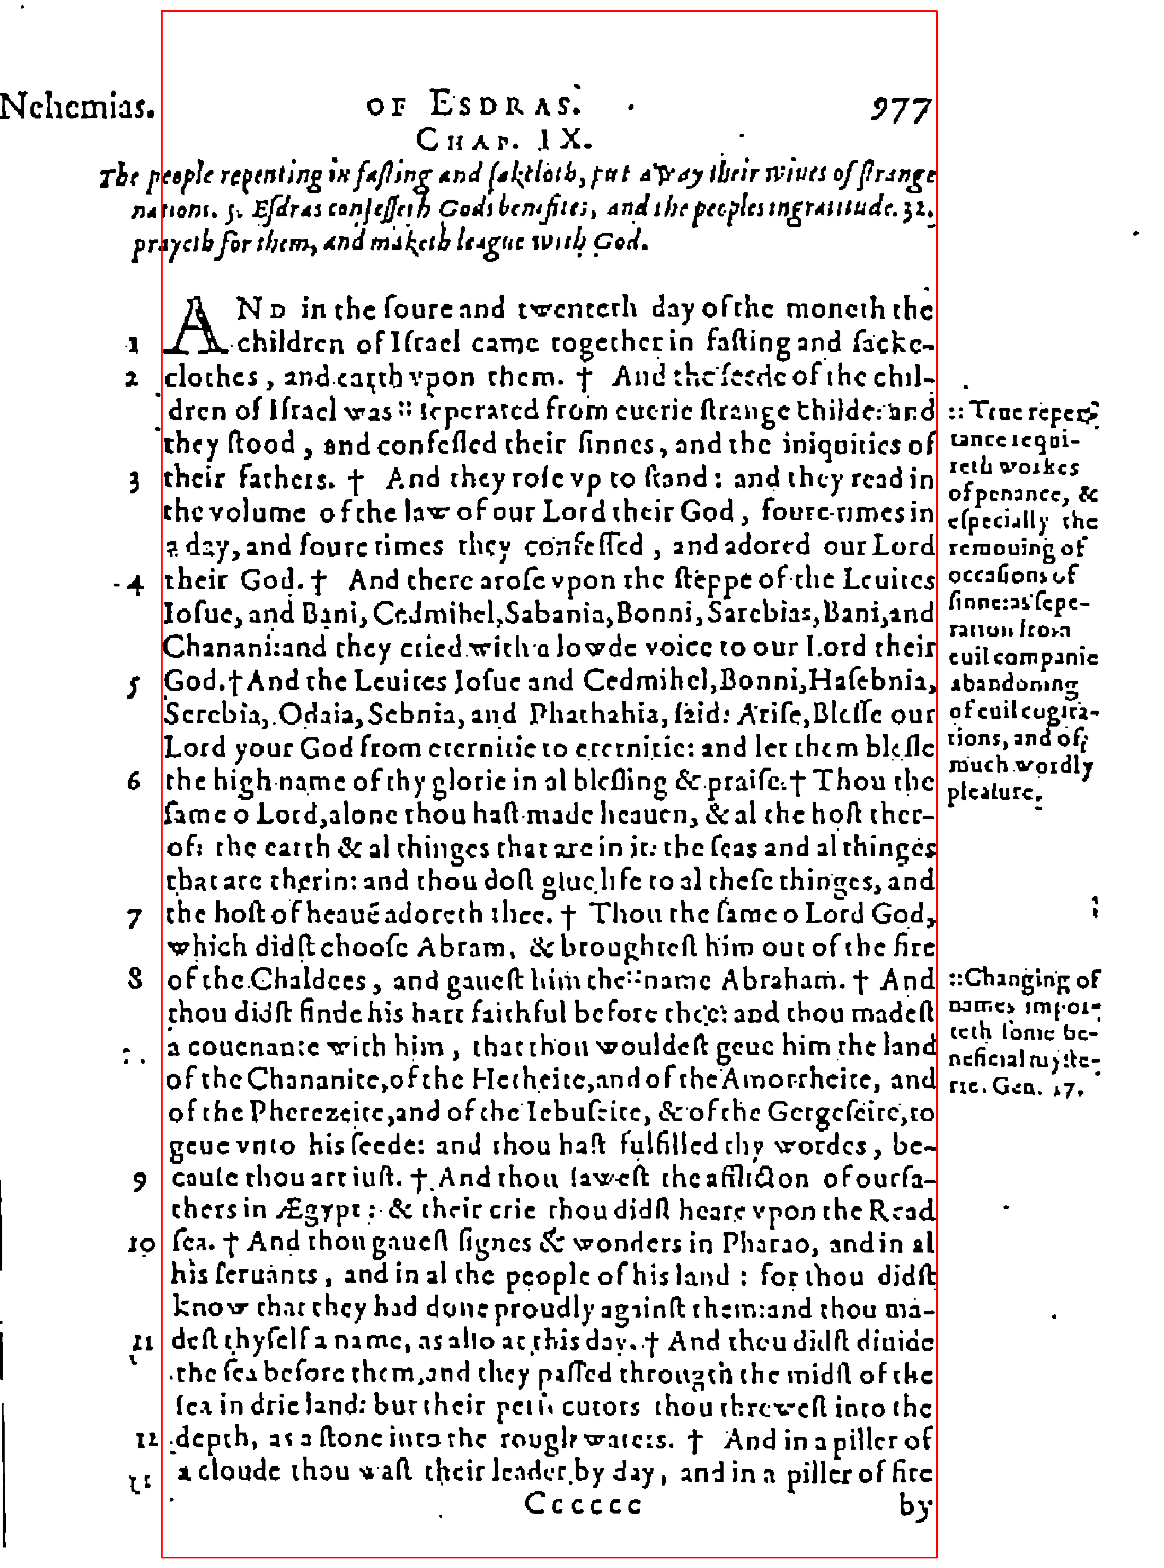 Nehemias. OF ESDRAS. 977
CHAP. IX.
The people repenting in faſting and ſakcloth, put away their wiues of ſtrange
nations. 5. Eſdras confeſſeth Gods benefites, and the peoples ingratitude. 32.
prayeth for them, and maketh league with God.
AND in the foure and twenteth day of the moneth the
1 children of Iſrael came together in faſting and ſacke-
2 clothes, and earth vpon them. † And the ſeede of the chil-
dren of Iſrael was :: ſeperated from euerie ſtrange childe: and
they ſtood, and confeſſed their ſinnes, and the iniquities of
3 their fathers. † And they roſe vp to ſtand: and they read in
the volume of the law of our Lord their God, foure times in
a day, and foure times they confeſſed, and adored our Lord
4 their God. † And there aroſe vpon the ſteppe of the Leuites
Ioſue, and Bani, Cedmihel, Sabania, Bonni, Sarebias, Bani, and
Chanani: and they cried with a lowde voice to our Lord their
5 God. † And the Leuites Ioſue and Cedmihel, Bonni, Haſebnia,
Serebia, Odaia, Sebnia, and Phathahia, ſaid: Ariſe, Bleſſe our
Lord your God from eternitie to eternitie: and let them bleſſe
6 the high name of thy glorie in al bleſſing & praiſe. † Thou the
ſame o Lord, alone thou haſt made heauen, & al the hoſt ther-
of: the earth & al thinges that are in it: the ſeas and al thinges
that are therin: and thou doſt giue life to al theſe thinges, and
7 the hoſt of heauē adoreth thee. † Thou the ſame o Lord God,
which didſt chooſe Abram, & broughteſt him out of the fire
8 of the Chaldees, and gaueſt him the :: name Abraham. † And
thou didſt finde his hart faithful before thee: and thou madeſt
a couenante with him, that thou wouldeſt geue him the land
of the Chananite, of the Hetheite, and of the Amorrheite, and
of the Pherezeite, and of the Iebuſeite, & of the Gergeſeite, to
geue vnto his ſeede: and thou haſt fulfilled thy wordes, be-
9 cauſe thou art iuſt. † And thou ſaweſt the affliction of our fa-
thers in Ægypt: & their crie thou didſt heare vpon the Read
10 ſea. † And thou gaueſt ſignes & wonders in Pharao, and in al
his ſeruants, and in al the people of his land: for thou didſt
know that they had done proudly againſt them: and thou ma-
11 deſt thyſelf a name, as alſo at this day. † And thou didſt diuide
the ſea before them, and they paſſed through the midſt of the
ſea in drie land: but their perſecutors thou threweſt into the
12 depth, as a ſtone into the rough waters. † And in a piller of
a cloude thou waſt their leader by day, and in a piller of fire
Cccccc by
:: True repen-
tance requi-
reth workes
of penance, &
eſpecially the
remouing of
occaſions of
ſinne: as ſepe-
ration from
euil companie
abandoning
of euil cogita-
tions, and of
much wordly
pleaſure.
:: Changing of
names impor-
teth ſome be-
neficial myſte-
rie. Gen. 17.